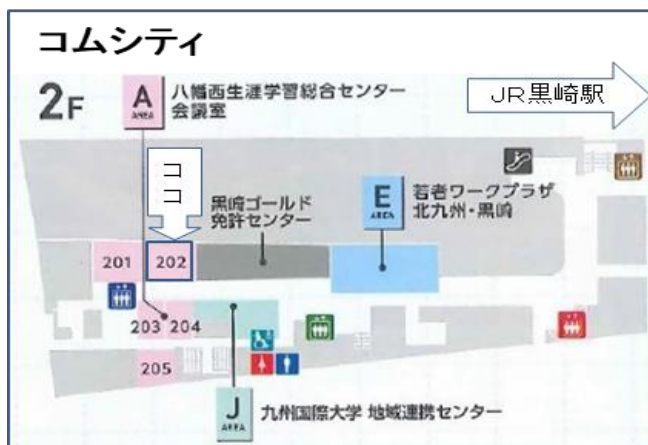 コムシティ
2F
A
AREA
八幡西生涯学習総合センター
会議室
JR黒崎駅
ココ
黒崎ゴールド
免許センター
E
AREA
若者ワークプラザ
北九州・黒崎
201
202
203
204
205
J
AREA
九州国際大学 地域連携センター